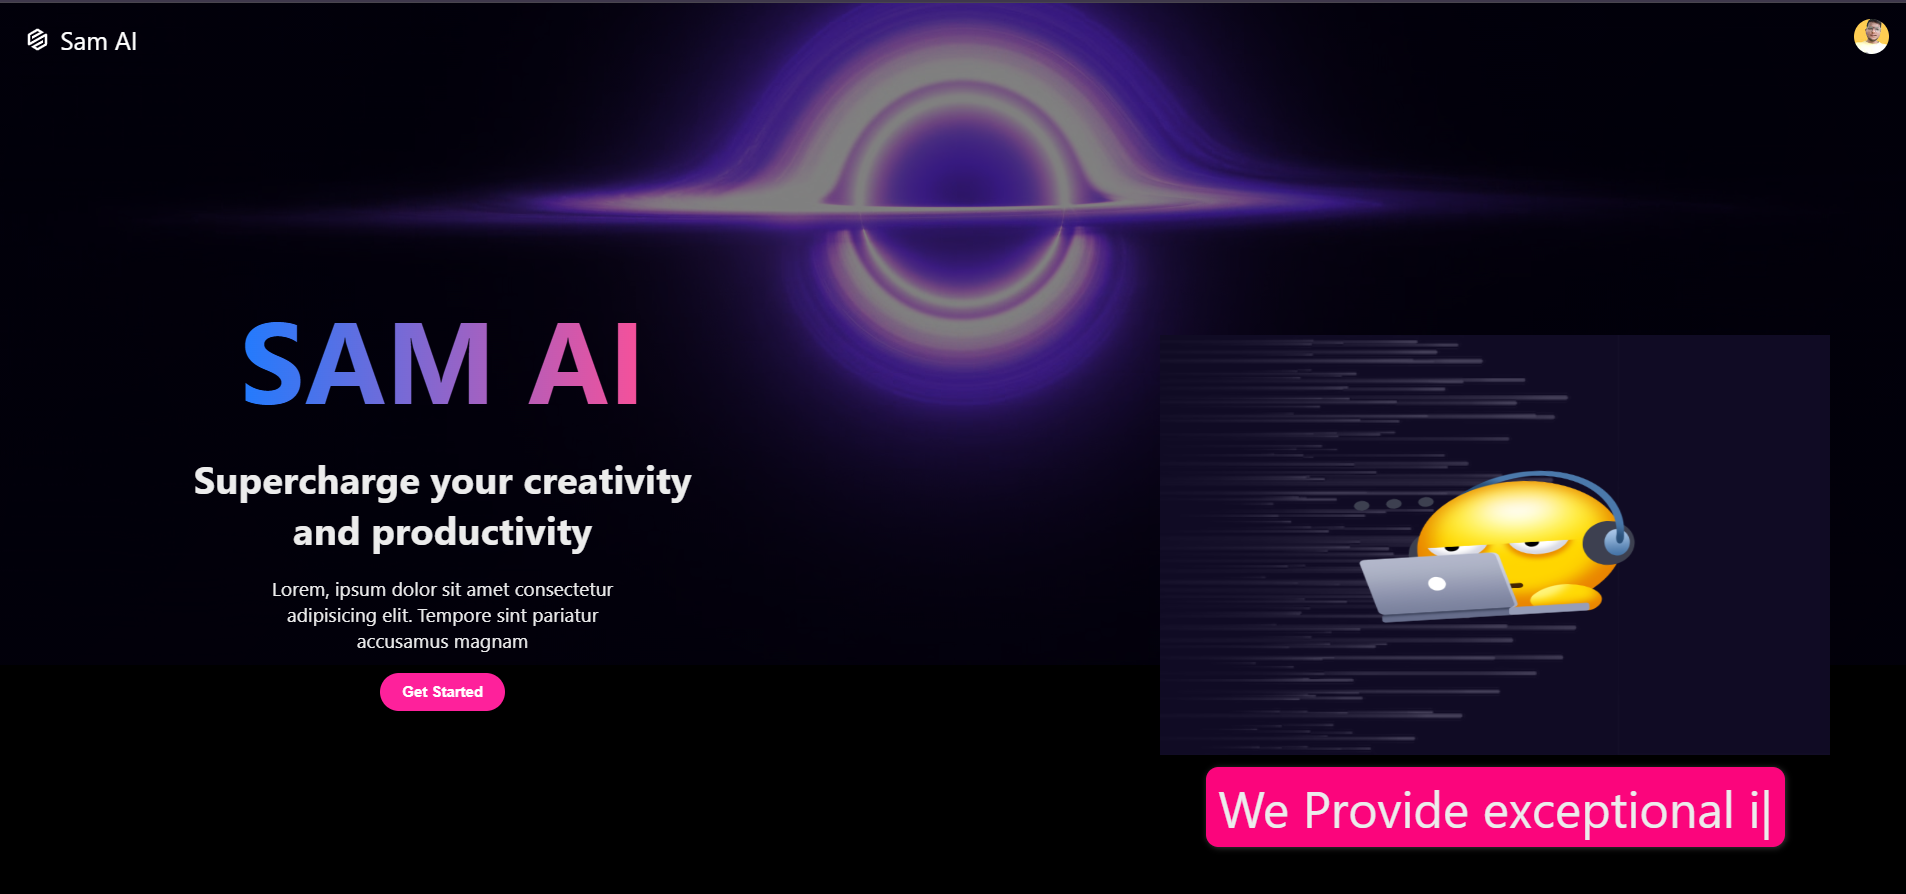 Sam AI
SAM AI
Supercharge your creativity
and productivity
Lorem, ipsum dolor sit amet consectetur
adipisicing elit. Tempore sint pariatur
accusamus magnam
Get Started
We Provide exceptional i|